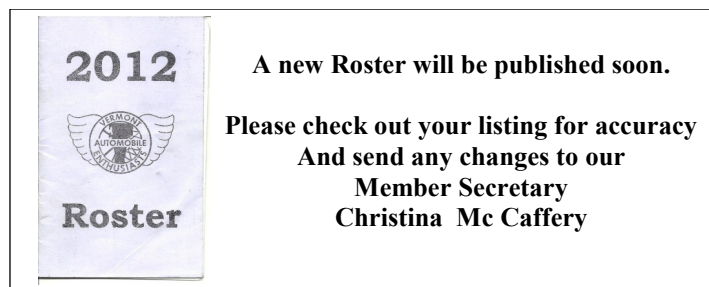 2012
VERMONT
AUTOMOBILE
ENTHUSIASTS
Roster
A new Roster will be published soon.
Please check out your listing for accuracy
And send any changes to our
Member Secretary
Christina Mc Caffery